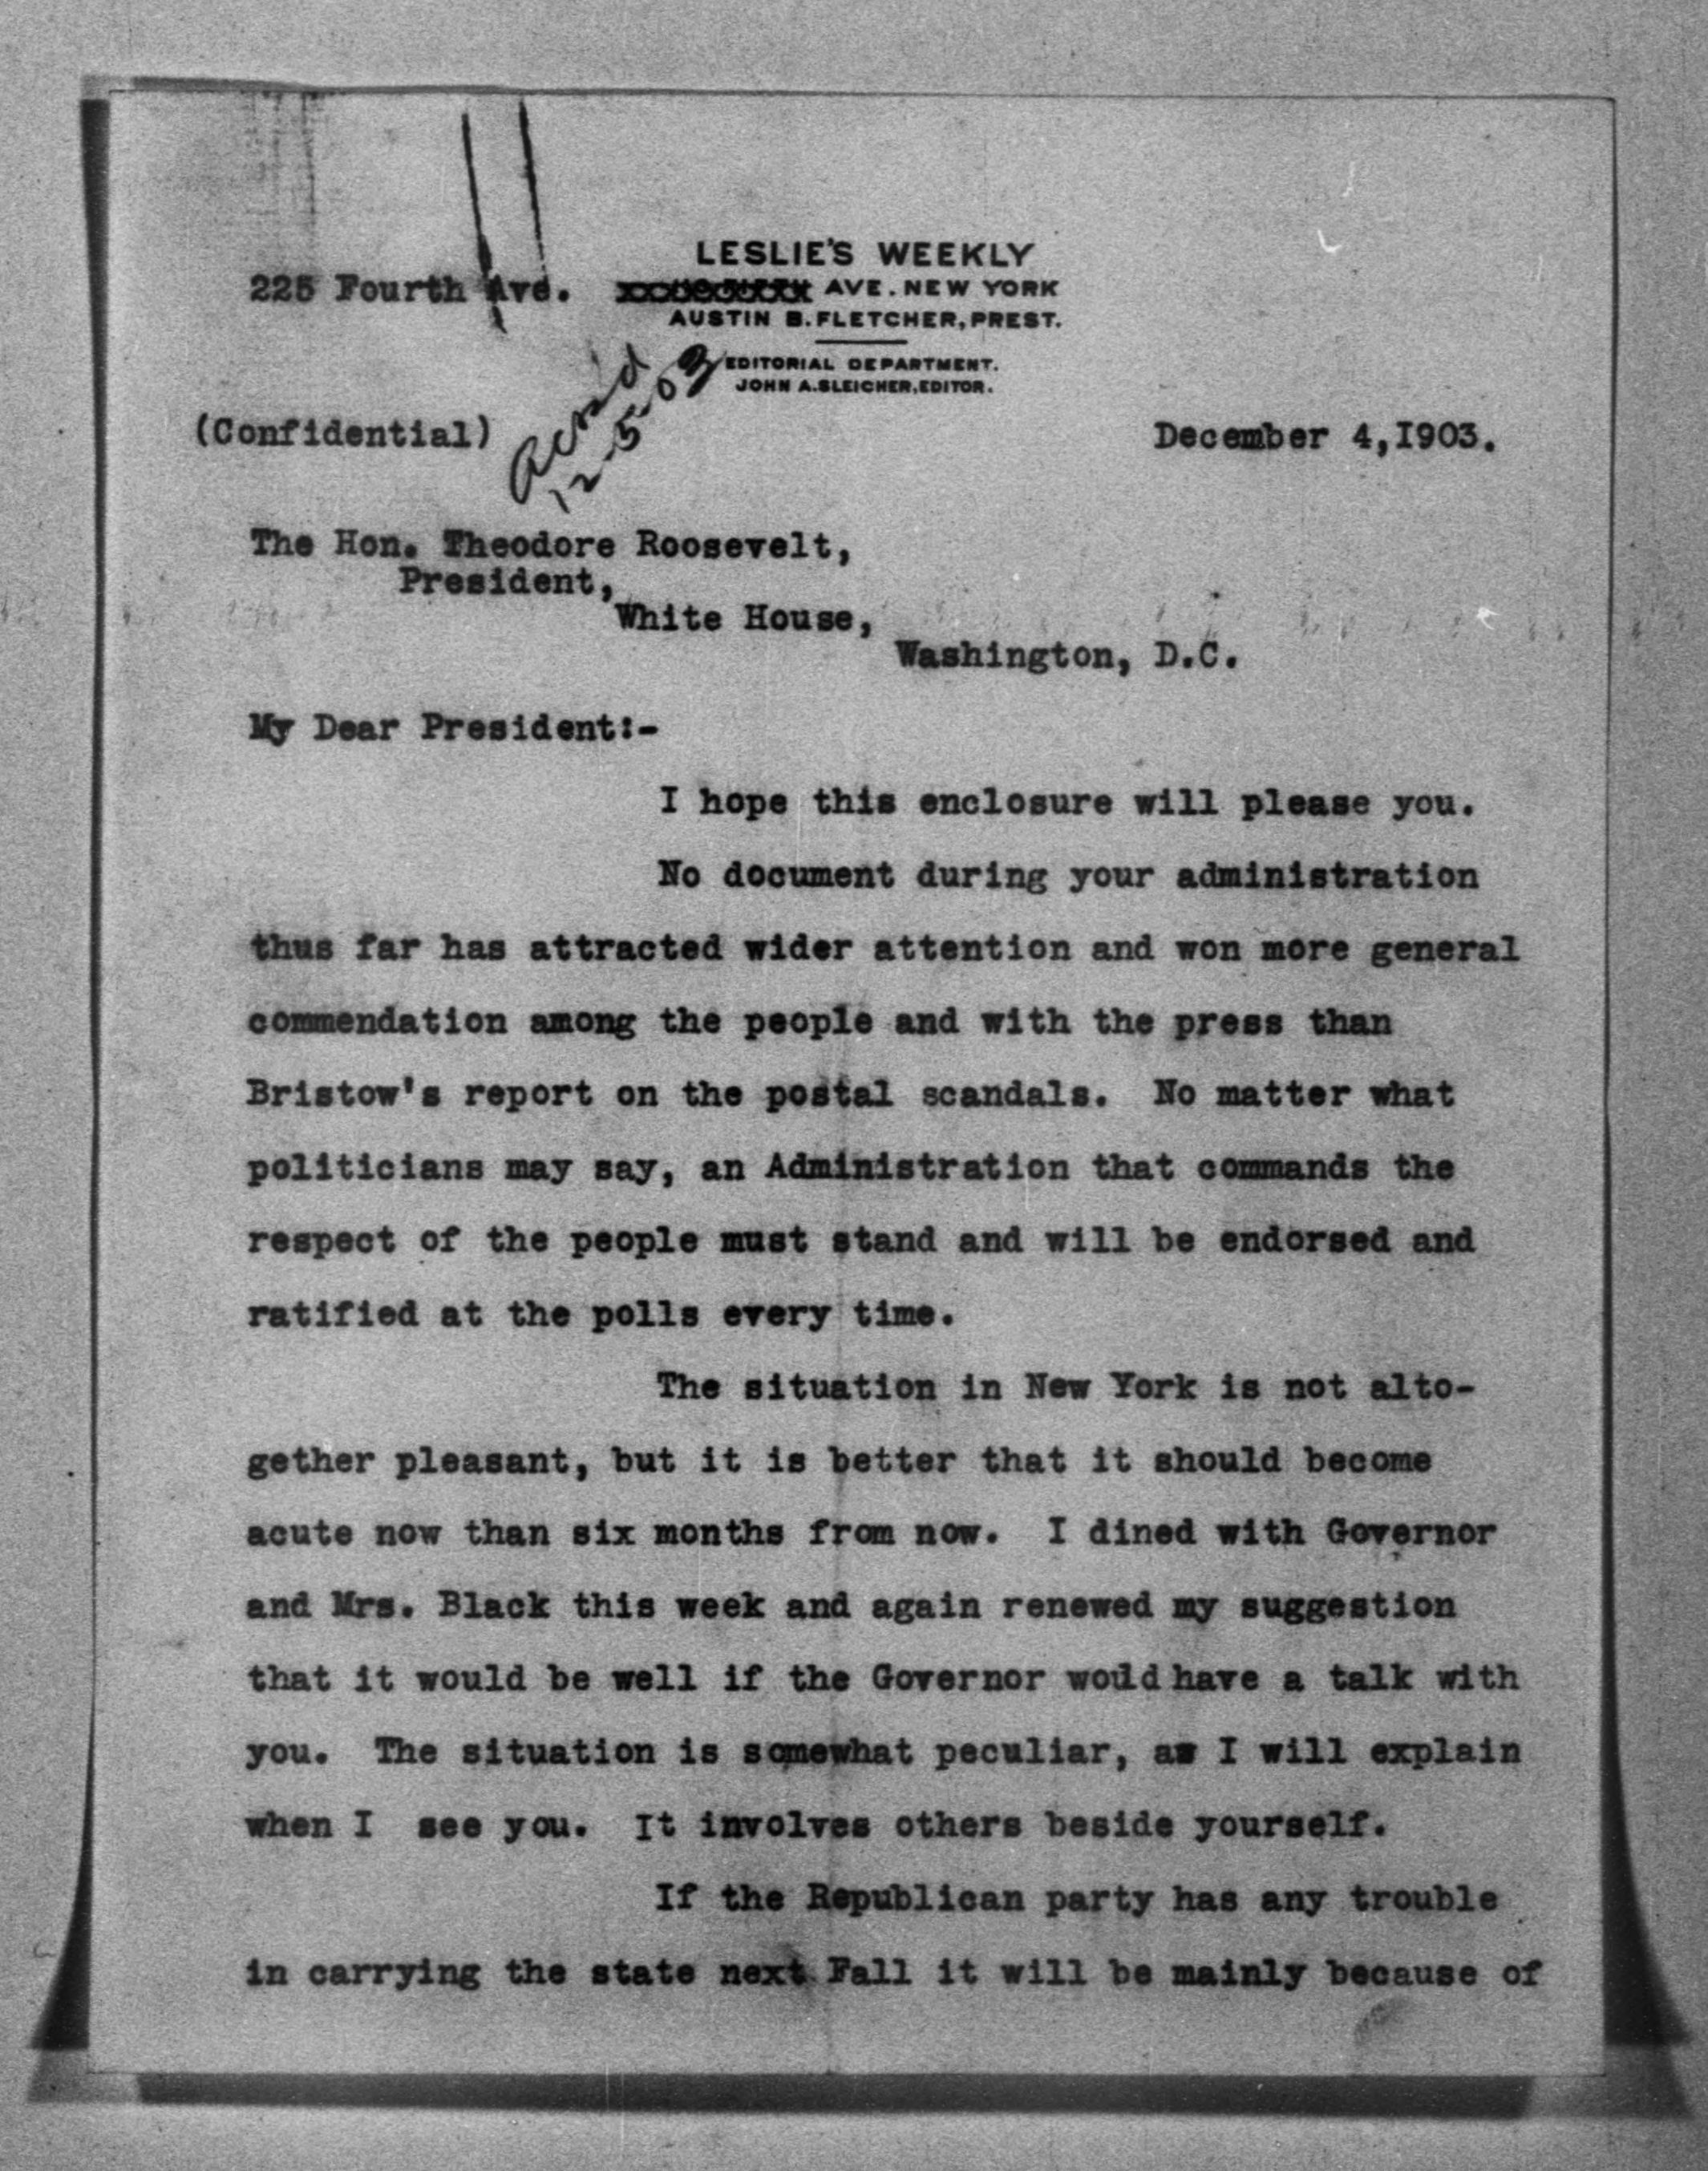 LESLIE'S WEEKLY
225 Fourth Ave. AVE. NEW YORK
AUSTIN B. FLETCHER, PREST.
EDITORIAL DEPARTMENT.
JOHN A. SLEICHER, EDITOR.
Ackn'd
12-5-03
(Confidential)
December 4, 1903.
The Hon. Theodore Roosevelt,
President,
White House,
Washington, D.C.
My Dear President:-
I hope this enclosure will please you.
No document during your administration
thus far has attracted wider attention and won more general
commendation among the people and with the press than
Bristow's report on the postal scandals. No matter what
politicians may say, an Administration that commands the
respect of the people must stand and will be endorsed and
ratified at the polls every time.
The situation in New York is not alto-
gether pleasant, but it is better that it should become
acute now than six months from now. I dined with Governor
and Mrs. Black this week and again renewed my suggestion
that it would be well if the Governor would have a talk with
you. The situation is somewhat peculiar, as I will explain
when I see you. It involves others beside yourself.
If the Republican party has any trouble
in carrying the state next Fall it will be mainly because of